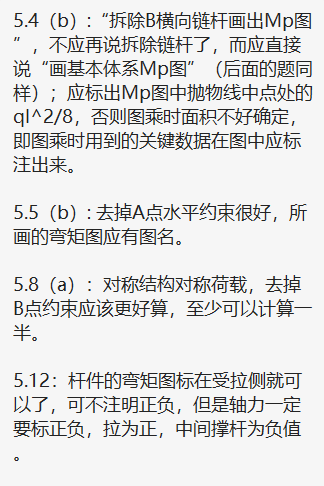 5.4（b）：“拆除B横向链杆画出Mp图
”，不应再说拆除链杆了，而应直接
说“画基本体系Mp图”（后面的题同
样）；应标出Mp图中抛物线中点处的
ql^2/8，否则图乘时面积不好确定，
即图乘时用到的关键数据在图中应标
注出来。
5.5（b）: 去掉A点水平约束很好，所
画的弯矩图应有图名。
5.8（a）：对称结构对称荷载，去掉
B点约束应该更好算，至少可以计算一
半。
5.12：杆件的弯矩图标在受拉侧就可
以了，可不注明正负，但是轴力一定
要标正负，拉为正，中间撑杆为负值
。